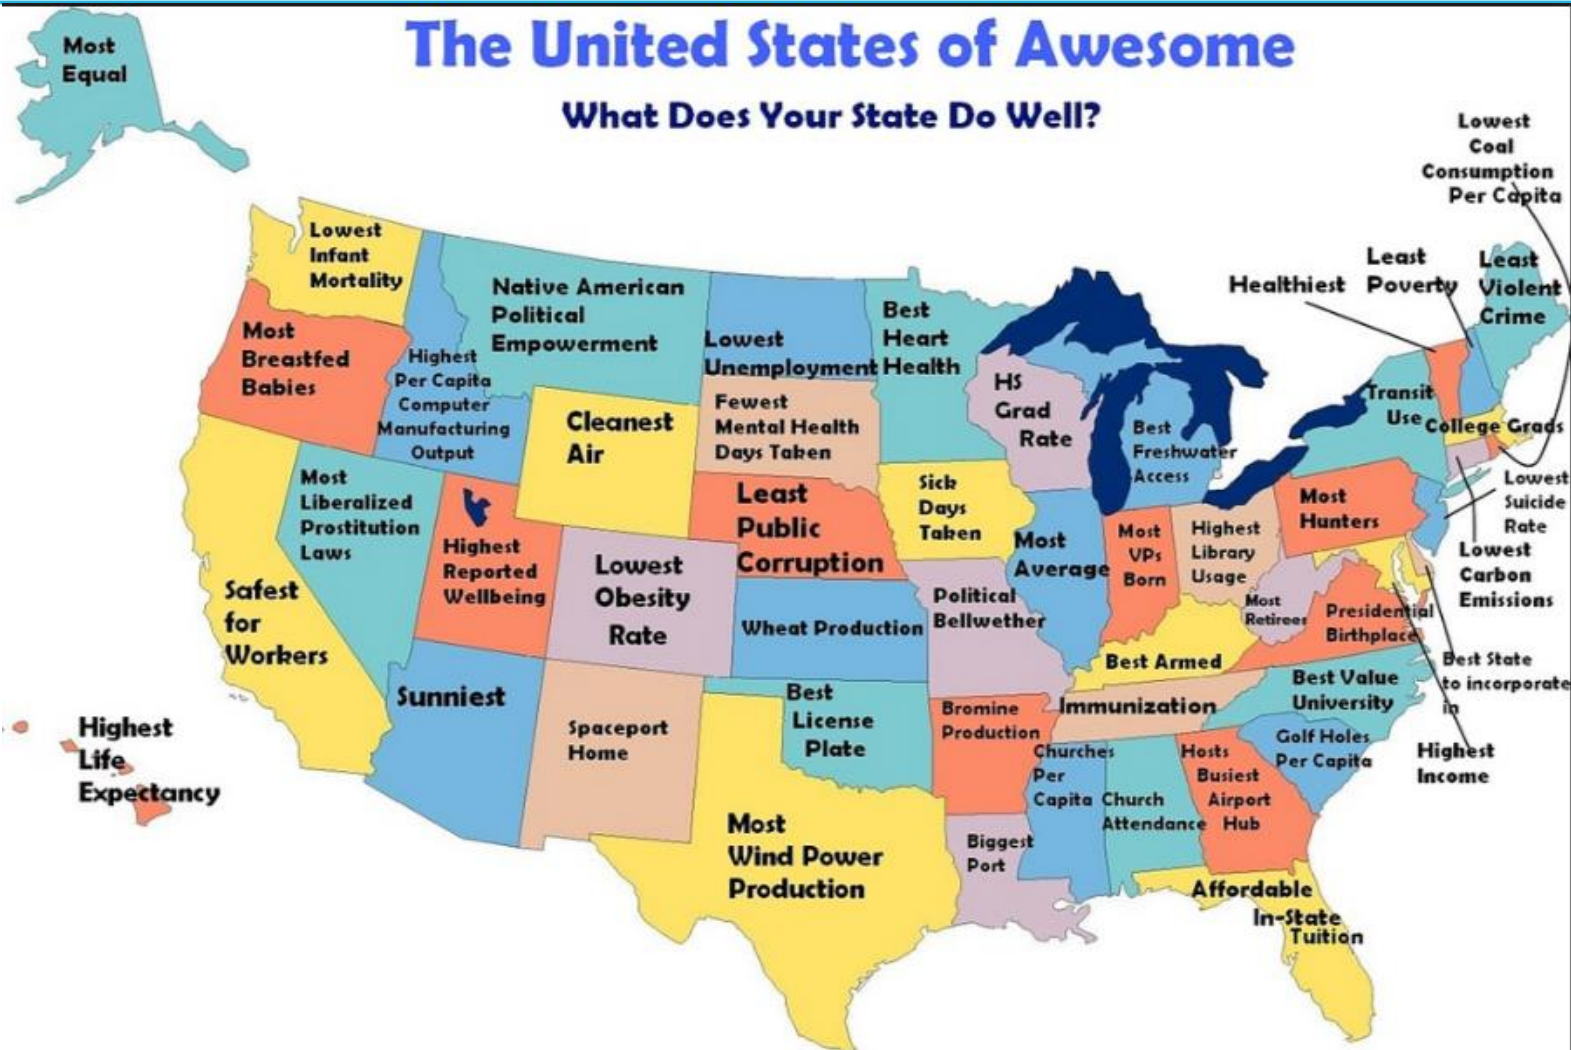 The United States of Awesome
What Does Your State Do Well?
Most
Equal
Lowest
Coal
Consumption
Per Capita
Lowest
Infant
Mortality
Native American
Political
Empowerment
Least
Poverty
Least
Violent
Crime
Healthiest
Most
Breastfed
Babies
Highest
Per Capita
Computer
Manufacturing
Output
Lowest
Unemployment
Best
Heart
Health
HS
Grad
Rate
Best
Freshwater
Access
Transit
Use
College Grads
Cleanest
Air
Fewest
Mental Health
Days Taken
Most
Liberalized
Prostitution
Laws
Least
Public
Corruption
Sick
Days
Taken
Most
Hunters
Lowest
Suicide
Rate
Highest
Reported
Wellbeing
Lowest
Obesity
Rate
Most
Average
Most
VPs
Born
Highest
Library
Usage
Lowest
Carbon
Emissions
Safest
for
Workers
Wheat Production
Political
Bellwether
Most
Retirees
Presidential
Birthplace
Best Armed
Best State
to incorporate
in
Sunniest
Spaceport
Home
Best
License
Plate
Bromine
Production
Immunization
Best Value
University
Highest
Life
Expectancy
Churches
Per
Capita
Church
Attendance
Hosts
Busiest
Airport
Hub
Golf Holes
Per Capita
Highest
Income
Most
Wind Power
Production
Biggest
Port
Affordable
In-State
Tuition